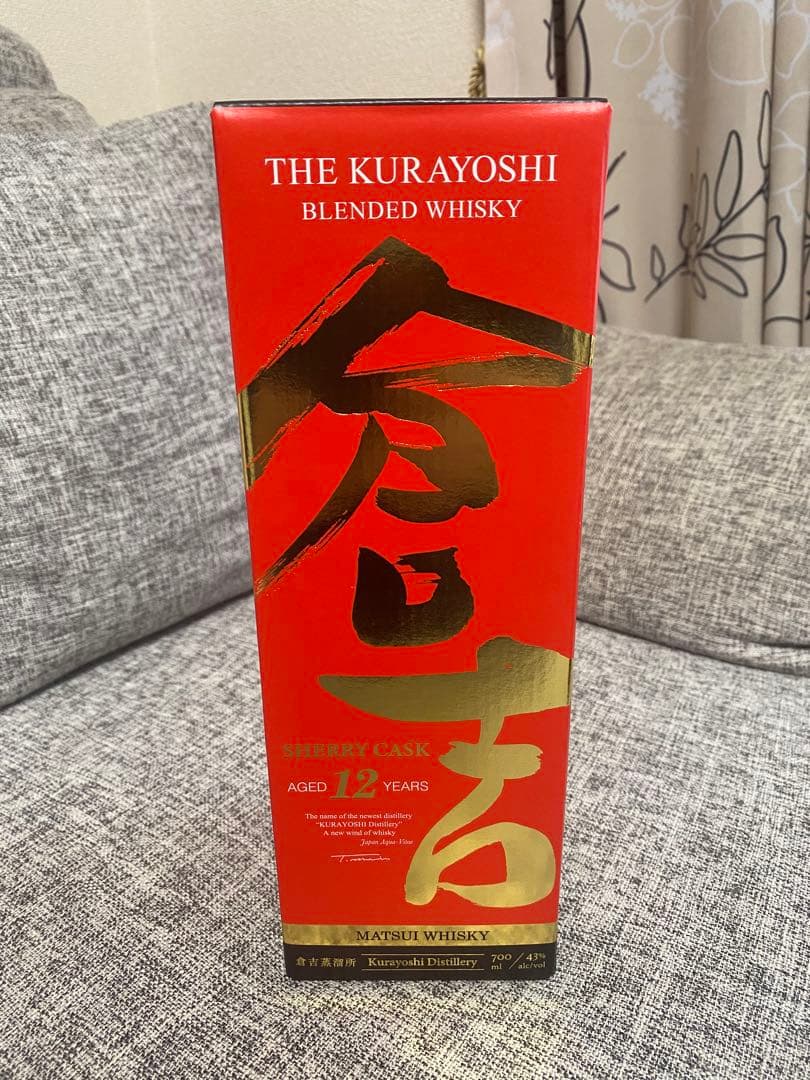 THE KURAYOSHI
BLENDED WHISKY
倉吉
SHERRY CASK
AGED 12 YEARS
The name of the newest distillery
"KURAYOSHI Distillery"
A new wind of whisky
Japan Aqua-Vitae
MATSUI WHISKY
倉吉蒸溜所 Kurayoshi Distillery 700 ml / 43% alc/vol